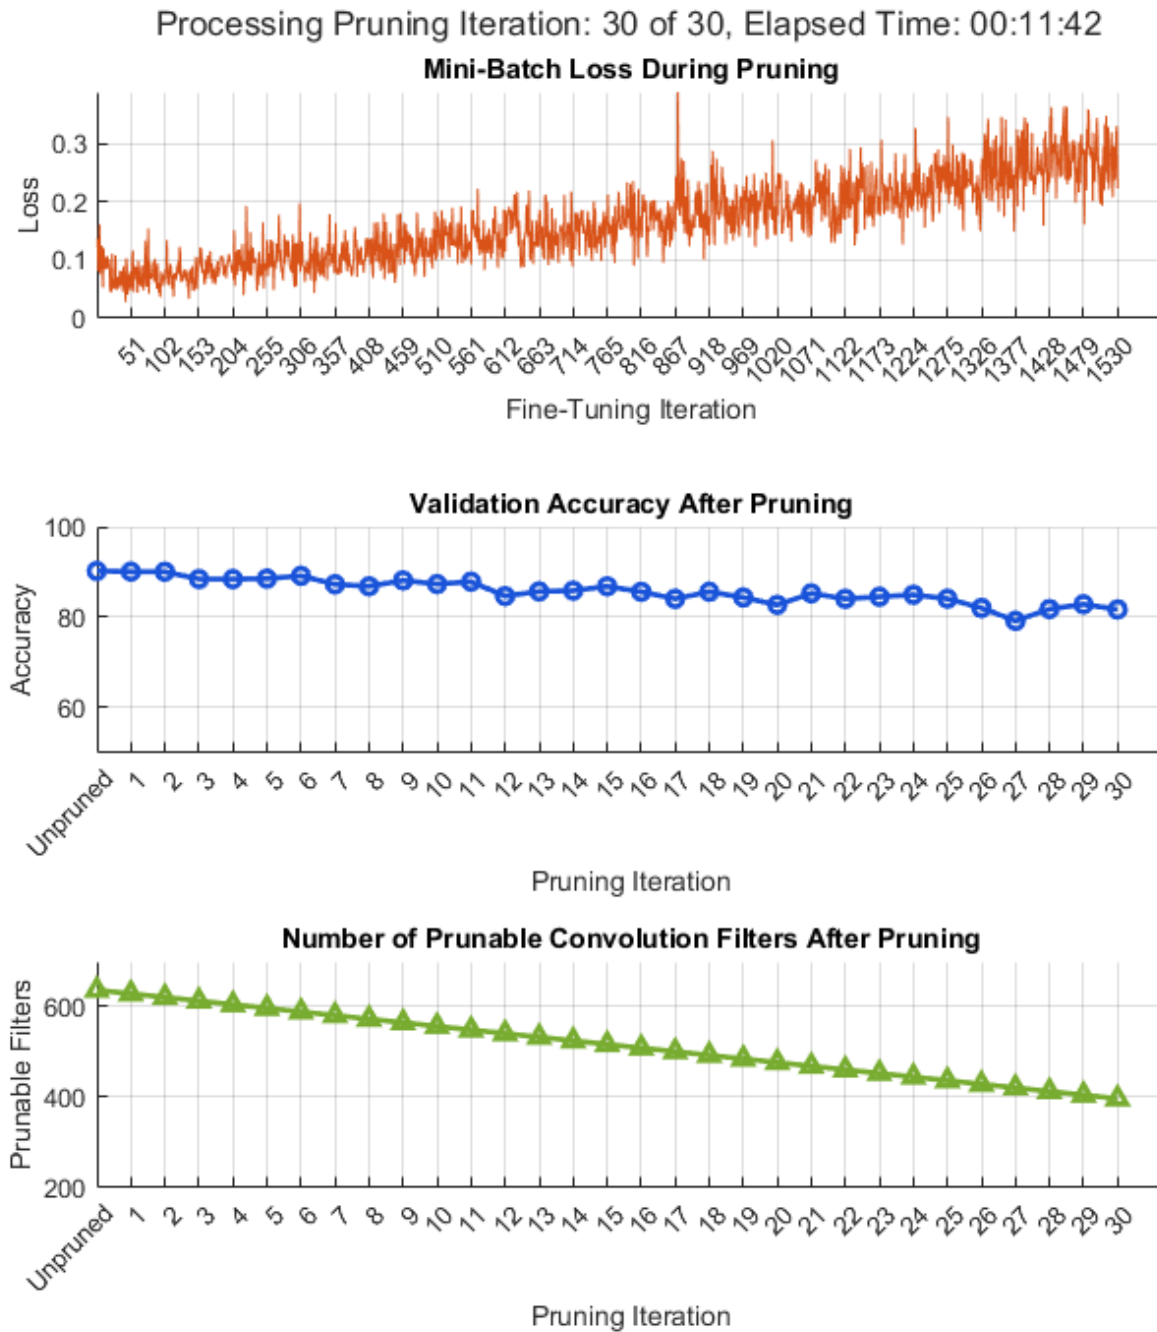 Processing Pruning Iteration: 30 of 30, Elapsed Time: 00:11:42
Mini-Batch Loss During Pruning
Loss
0.3
0.2
0.1
0
51 102 153 204 255 306 357 408 459 510 561 612 663 714 765 816 867 918 969 1020 1071 1122 1173 1224 1275 1326 1377 1428 1479 1530
Fine-Tuning Iteration
Validation Accuracy After Pruning
Accuracy
100
80
60
Unpruned 1 2 3 4 5 6 7 8 9 10 11 12 13 14 15 16 17 18 19 20 21 22 23 24 25 26 27 28 29 30
Pruning Iteration
Number of Prunable Convolution Filters After Pruning
Prunable Filters
600
400
200
Unpruned 1 2 3 4 5 6 7 8 9 10 11 12 13 14 15 16 17 18 19 20 21 22 23 24 25 26 27 28 29 30
Pruning Iteration